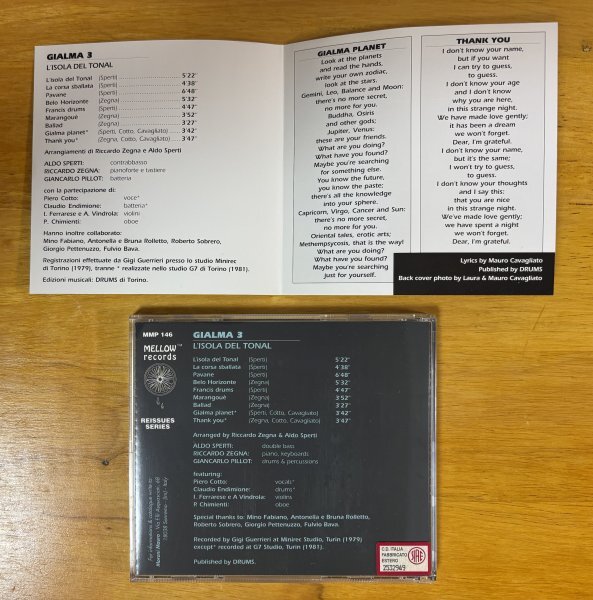 GIALMA 3
L'ISOLA DEL TONAL
L'isola del Tonal (Sperti) 5'22"
La corsa sballata (Sperti) 4'38"
Pavane (Sperti) 6'48"
Belo Horizonte (Zegna) 5'32"
Francis drums (Sperti) 4'47"
Marangoué (Zegna) 3'52"
Ballad (Zegna) 3'27"
Gialma planet* (Sperti, Cotto, Cavagliato) 3'42"
Thank you* (Zegna, Cotto, Cavagliato) 3'47"
Arrangiamenti di Riccardo Zegna e Aldo Sperti
ALDO SPERTI: contrabbasso
RICCARDO ZEGNA: pianoforte e tastiere
GIANCARLO PILLOT: batteria
con la partecipazione di:
Piero Cotto: voce*
Claudio Endimione: batteria*
I. Ferrarese e A. Vindrola: violini
P. Chimienti: oboe
Hanno inoltre collaborato:
Mino Fabiano, Antonella e Bruna Rolletto, Roberto Sobrero,
Giorgio Pettenuzzo, Fulvio Bava.
Registrazioni effettuate da Gigi Guerrieri presso lo studio Minirec
di Torino (1979), tranne * realizzate nello studio G7 di Torino (1981).
Edizioni musicali: DRUMS di Torino.
GIALMA PLANET
Look at the planets
and read the hands,
write your own zodiac,
look at the stars.
Gemini, Leo, Balance and Moon:
there's no more secret,
no more for you.
Buddha, Osiris
and other gods;
Jupiter, Venus:
these are your friends.
What are you doing?
What have you found?
Maybe you're searching
for something else.
You know the future,
you know the paste;
there's all the knowledge
into your sphere.
Capricorn, Virgo, Cancer and Sun:
there's no more secret,
no more for you.
Oriental tales, erotic arts;
Methempsycosis, that is the way!
What are you doing?
What have you found?
Maybe you're searching
just for yourself.
THANK YOU
I don't know your name,
but if you want
I can try to guess,
to guess.
I don't know your age
and I don't know
why you are here,
in this strange night.
We have made love gently;
it has been a dream
we won't forget.
Dear, I'm grateful.
I don't know your name,
but it's the same;
I won't try to guess,
to guess.
I don't know your thoughts
and I say this:
that you are nice
in this strange night.
We've made love gently;
we have spent a night
we won't forget.
Dear, I'm grateful.
Lyrics by Mauro Cavagliato
Published by DRUMS
Back cover photo by Laura & Mauro Cavagliato
MMP 146
MELLOW™
records
REISSUES
SERIES
GIALMA 3
L'ISOLA DEL TONAL
L'isola del Tonal (Sperti) 5'22"
La corsa sballata (Sperti) 4'38"
Pavane (Sperti) 6'48"
Belo Horizonte (Zegna) 5'32"
Francis drums (Sperti) 4'47"
Marangoué (Zegna) 3'52"
Ballad (Zegna) 3'27"
Gialma planet* (Sperti, Cotto, Cavagliato) 3'42"
Thank you* (Zegna, Cotto, Cavagliato) 3'47"
Arranged by Riccardo Zegna & Aldo Sperti
ALDO SPERTI: double bass
RICCARDO ZEGNA: piano, keyboards
GIANCARLO PILLOT: drums & percussions
featuring:
Piero Cotto: vocals*
Claudio Endimione: drums*
I. Ferrarese e A Vindrola: violins
P. Chimienti: oboe
Special thanks to: Mino Fabiano, Antonella e Bruna Rolletto,
Roberto Sobrero, Giorgio Pettenuzzo, Fulvio Bava.
Recorded by Gigi Guerrieri at Minirec Studio, Turin (1979)
except* recorded at G7 Studio, Turin (1981).
Published by DRUMS.
For informations & catalogue write to:
Moroni Mauro
C.D. ITALIA
FABBRICATO
ESTERO
2532949
SIAE